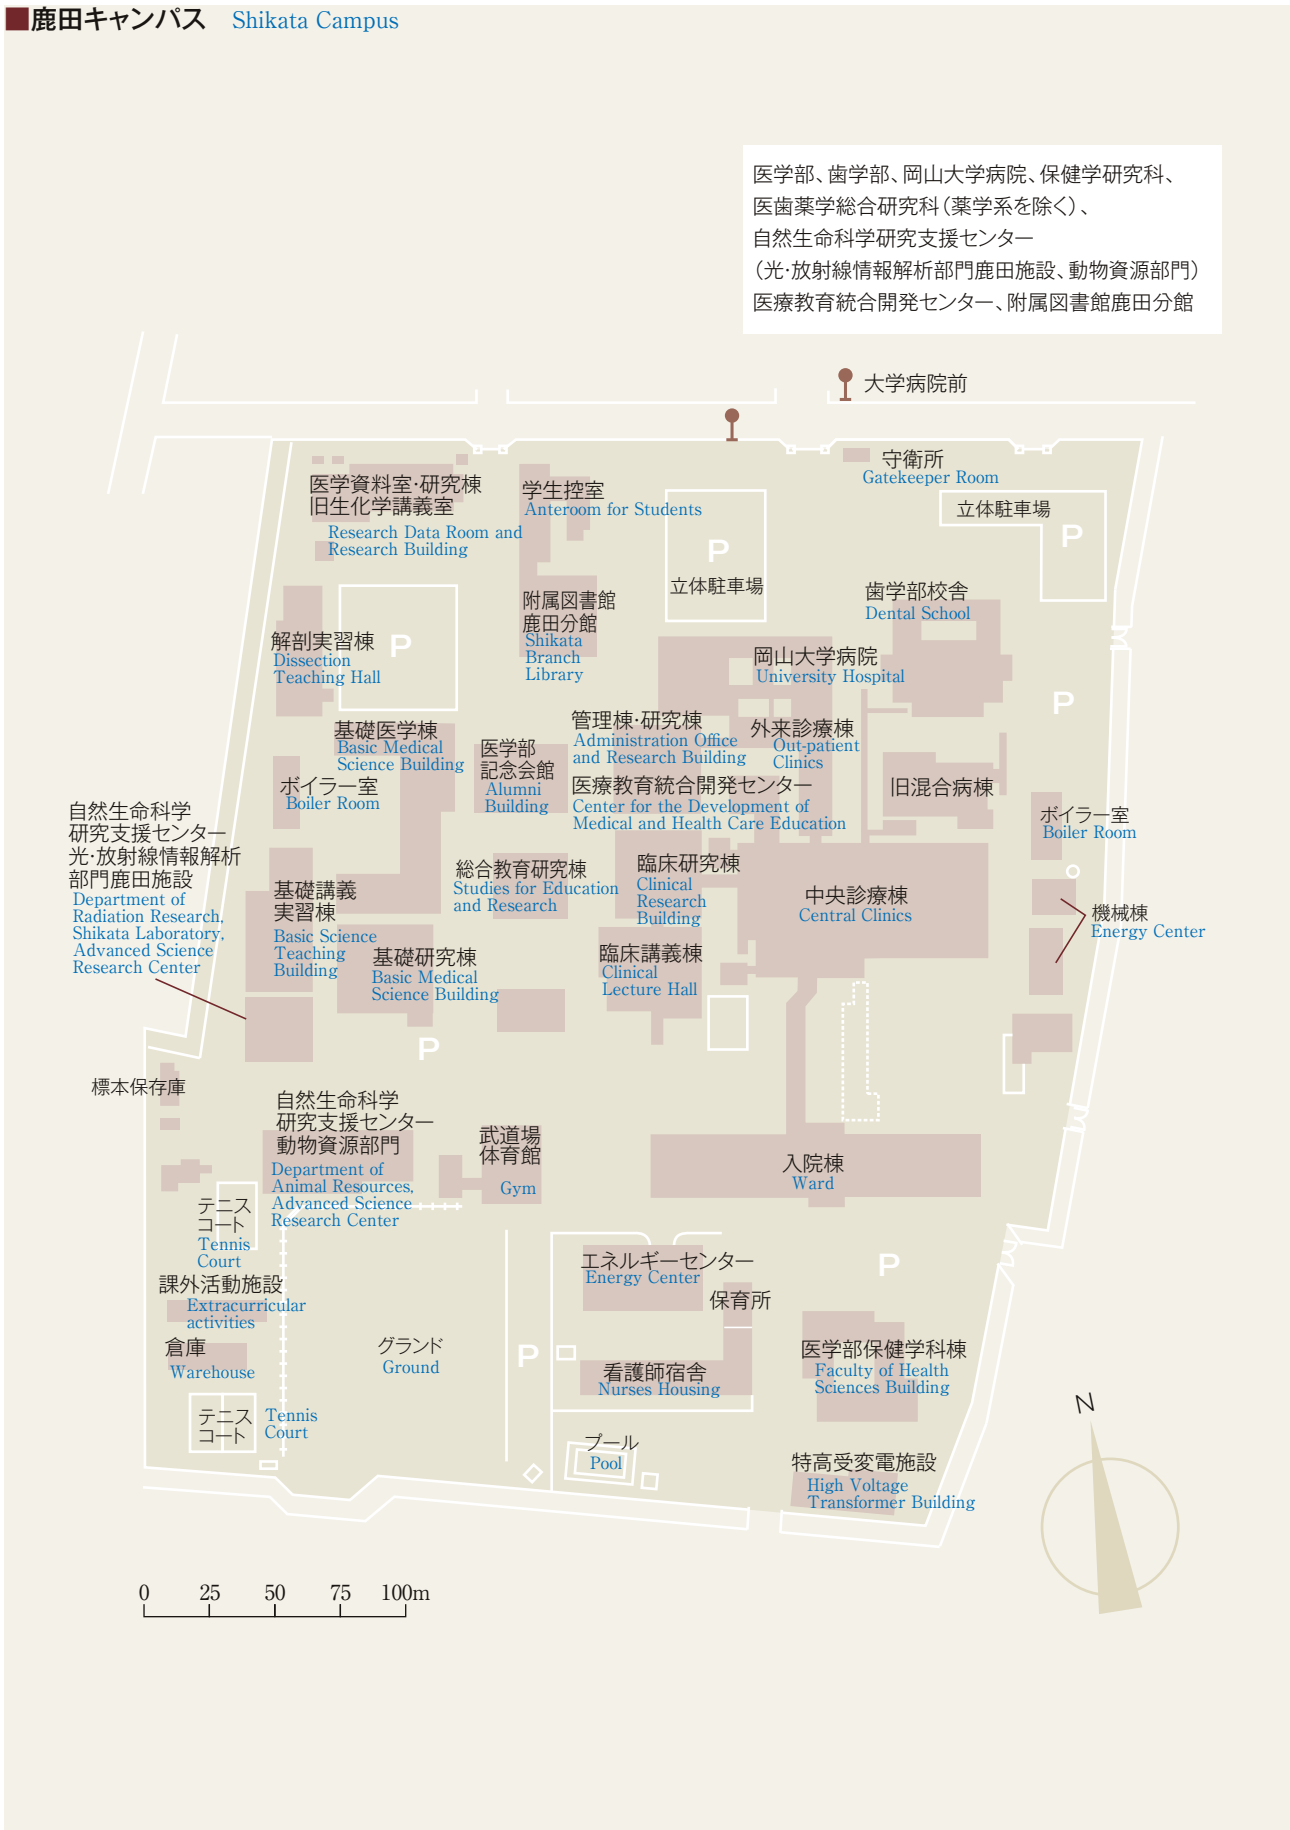 鹿田キャンパス Shikata Campus
医学部、歯学部、岡山大学病院、保健学研究科、
医歯薬学総合研究科（薬学系を除く）、
自然生命科学研究支援センター
（光・放射線情報解析部門鹿田施設、動物資源部門）
医療教育統合開発センター、附属図書館鹿田分館
大学病院前
守衛所
Gatekeeper Room
医学資料室・研究棟
旧生化学講義室
Research Data Room and
Research Building
学生控室
Anteroom for Students
立体駐車場
P
P
立体駐車場
附属図書館
鹿田分館
Shikata
Branch
Library
歯学部校舎
Dental School
解剖実習棟
Dissection
Teaching Hall
P
岡山大学病院
University Hospital
P
基礎医学棟
Basic Medical
Science Building
医学部
記念会館
Alumni
Building
管理棟・研究棟
Administration Office
and Research Building
外来診療棟
Out-patient
Clinics
ボイラー室
Boiler Room
医療教育統合開発センター
Center for the Development of
Medical and Health Care Education
旧混合病棟
ボイラー室
Boiler Room
自然生命科学
研究支援センター
光・放射線情報解析
部門鹿田施設
Department of
Radiation Research,
Shikata Laboratory,
Advanced Science
Research Center
基礎講義
実習棟
Basic Science
Teaching
Building
総合教育研究棟
Studies for Education
and Research
臨床研究棟
Clinical
Research
Building
中央診療棟
Central Clinics
機械棟
Energy Center
基礎研究棟
Basic Medical
Science Building
臨床講義棟
Clinical
Lecture Hall
P
標本保存庫
自然生命科学
研究支援センター
動物資源部門
Department of
Animal Resources,
Advanced Science
Research Center
武道場
体育館
Gym
入院棟
Ward
テニス
コート
Tennis
Court
課外活動施設
Extracurricular
activities
倉庫
Warehouse
グランド
Ground
P
エネルギーセンター
Energy Center
保育所
P
看護師宿舎
Nurses Housing
医学部保健学科棟
Faculty of Health
Sciences Building
テニス
コート
Tennis
Court
プール
Pool
特高受変電施設
High Voltage
Transformer Building
N
0 25 50 75 100m